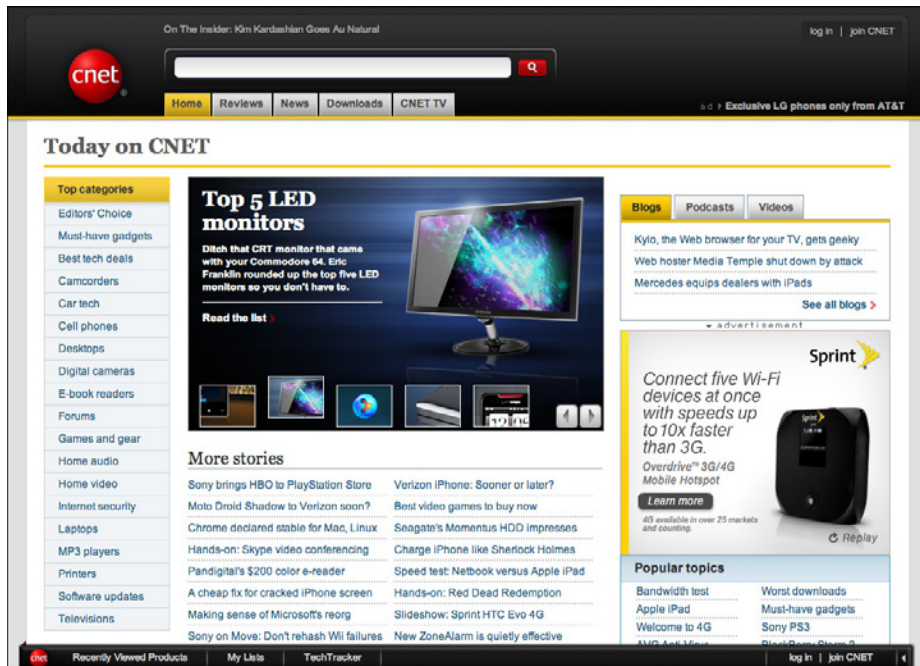 On The Insider: Kim Kardashian Goes Au Natural
log in | join CNET
cnet
Home
Reviews
News
Downloads
CNET TV
ad Exclusive LG phones only from AT&T
Today on CNET
Top categories
Editors' Choice
Must-have gadgets
Best tech deals
Camcorders
Car tech
Cell phones
Desktops
Digital cameras
E-book readers
Forums
Games and gear
Home audio
Home video
Internet security
Laptops
MP3 players
Printers
Software updates
Televisions
Top 5 LED
monitors
Ditch that CRT monitor that came
with your Commodore 64. Eric
Franklin rounded up the top five LED
monitors so you don't have to.
Read the list
More stories
Sony brings HBO to PlayStation Store
Moto Droid Shadow to Verizon soon?
Chrome declared stable for Mac, Linux
Hands-on: Skype video conferencing
Pandigital's $200 color e-reader
A cheap fix for cracked iPhone screen
Making sense of Microsoft's reorg
Sony on Move: Don't rehash Wii failures
Verizon iPhone: Sooner or later?
Best video games to buy now
Seagate's Momentus HDD impresses
Charge iPhone like Sherlock Holmes
Speed test: Netbook versus Apple iPad
Hands-on: Red Dead Redemption
Slideshow: Sprint HTC Evo 4G
New ZoneAlarm is quietly effective
Blogs
Podcasts
Videos
Kylo, the Web browser for your TV, gets geeky
Web hoster Media Temple shut down by attack
Mercedes equips dealers with iPads
See all blogs
advertisement
Sprint
Connect five Wi-Fi
devices at once
with speeds up
to 10x faster
than 3G.
Overdrive™ 3G/4G
Mobile Hotspot
Learn more
4G available in over 25 markets
and counting.
Sprint
Replay
Popular topics
Bandwidth test
Apple iPad
Welcome to 4G
AVG Anti-Virus
Worst downloads
Must-have gadgets
Sony PS3
BlackBerry Storm 2
cnet
Recently Viewed Products
My Lists
TechTracker
log in | join CNET